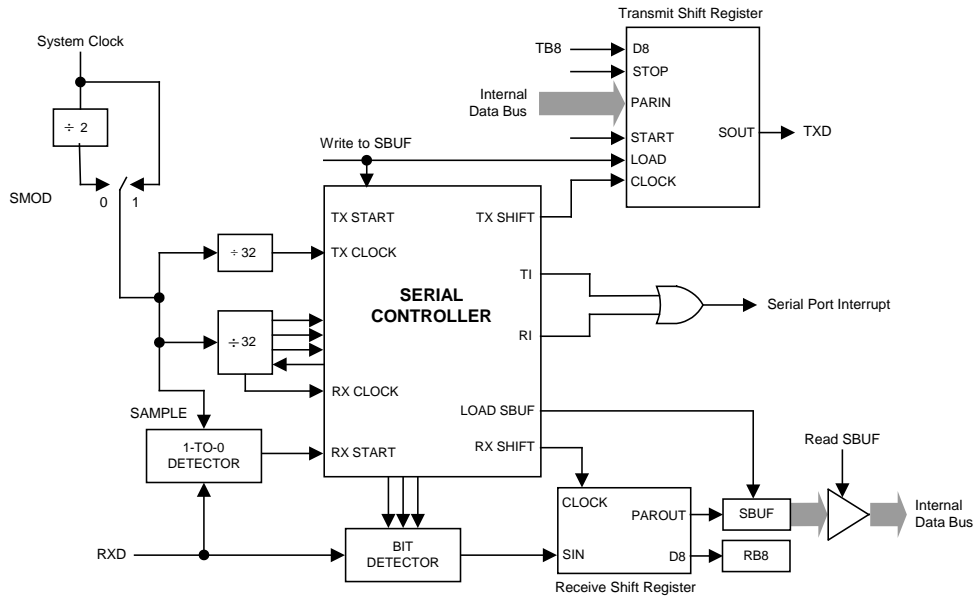 Transmit Shift Register
System Clock
TB8
D8
STOP
Internal
Data Bus
PARIN
÷ 2
START
SOUT
TXD
Write to SBUF
LOAD
CLOCK
SMOD
0
1
TX START
TX SHIFT
÷ 32
TX CLOCK
TI
SERIAL
CONTROLLER
Serial Port Interrupt
÷ 32
RI
RX CLOCK
SAMPLE
LOAD SBUF
1-TO-0
DETECTOR
RX START
RX SHIFT
Read SBUF
CLOCK
PAROUT
SBUF
Internal
Data Bus
RXD
BIT
DETECTOR
SIN
D8
RB8
Receive Shift Register